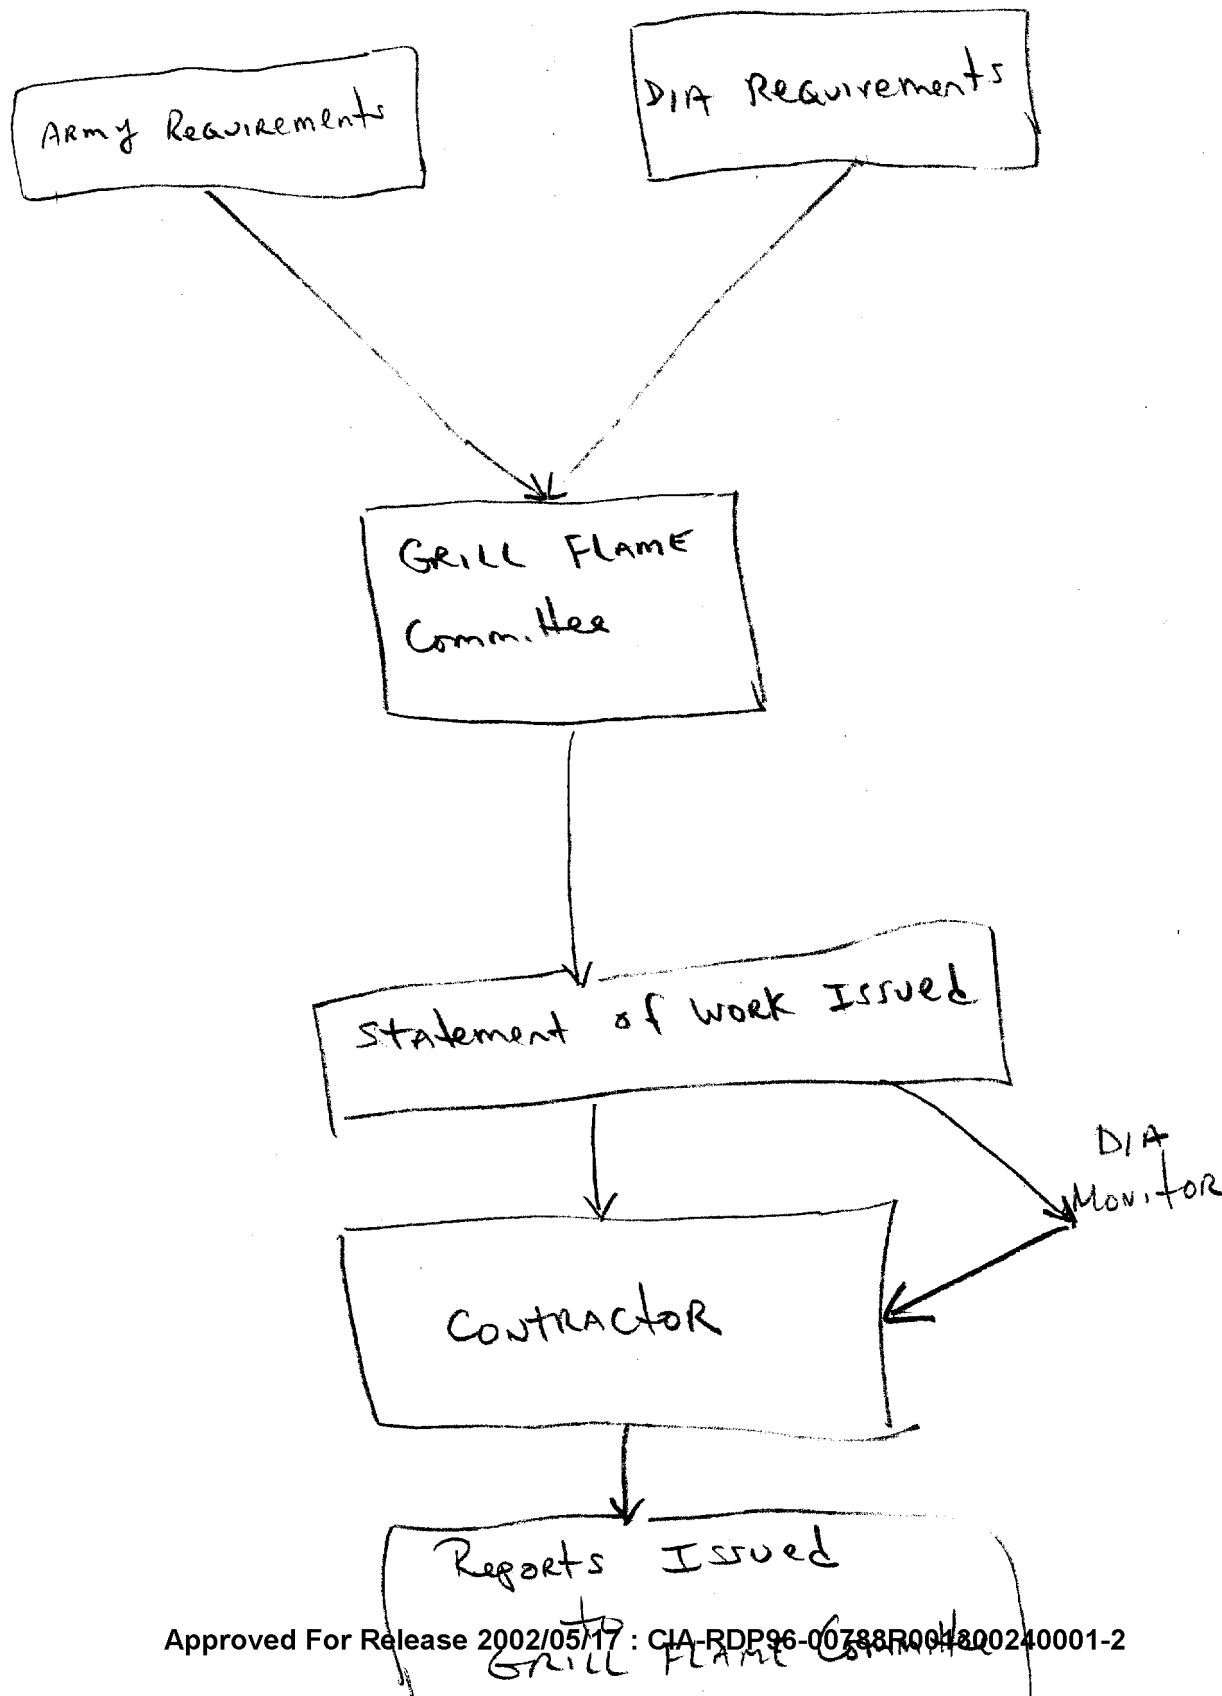 ARMY Requirements
DIA Requirements
GRILL FLAME
Committee
Statement of Work Issued
DIA
Monitor
Contractor
Reports Issued
to
Approved For Release 2002/05/17 : CIA-RDP96-00788R001800240001-2
GRILL FLAME Committee